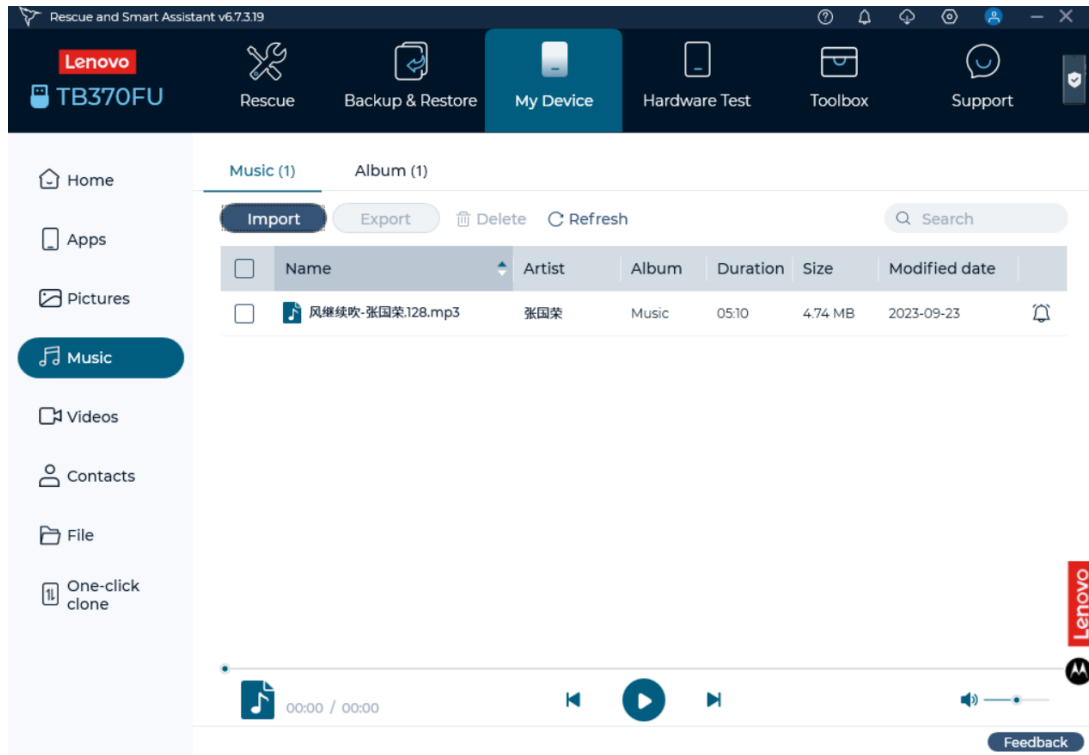 Rescue and Smart Assistant v6.7.3.19
Lenovo
TB370FU
Rescue
Backup & Restore
My Device
Hardware Test
Toolbox
Support
Home
Apps
Pictures
Music
Videos
Contacts
File
One-click
clone
Music (1) Album (1)
Import Export Delete Refresh Search
Name Artist Album Duration Size Modified date
风继续吹-张国荣.128.mp3 张国荣 Music 05:10 4.74 MB 2023-09-23
Lenovo
00:00 / 00:00
Feedback